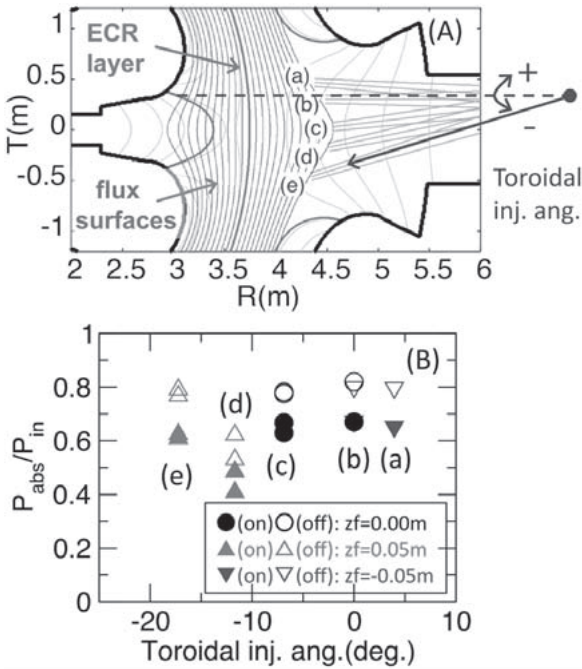 (A)
ECR
layer
flux
surfaces
(a)
(b)
(c)
(d)
(e)
+
–
Toroidal
inj. ang.
T(m)
1
0.5
0
-0.5
-1
2 2.5 3 3.5 4 4.5 5 5.5 6
R(m)
(B)
P_abs/P_in
1
0.8
0.6
0.4
0.2
0
(e)
(d)
(c)
(b)
(a)
(on) (off): zf=0.00m
(on) (off): zf=0.05m
(on) (off): zf=-0.05m
-20 -10 0 10
Toroidal inj. ang.(deg.)